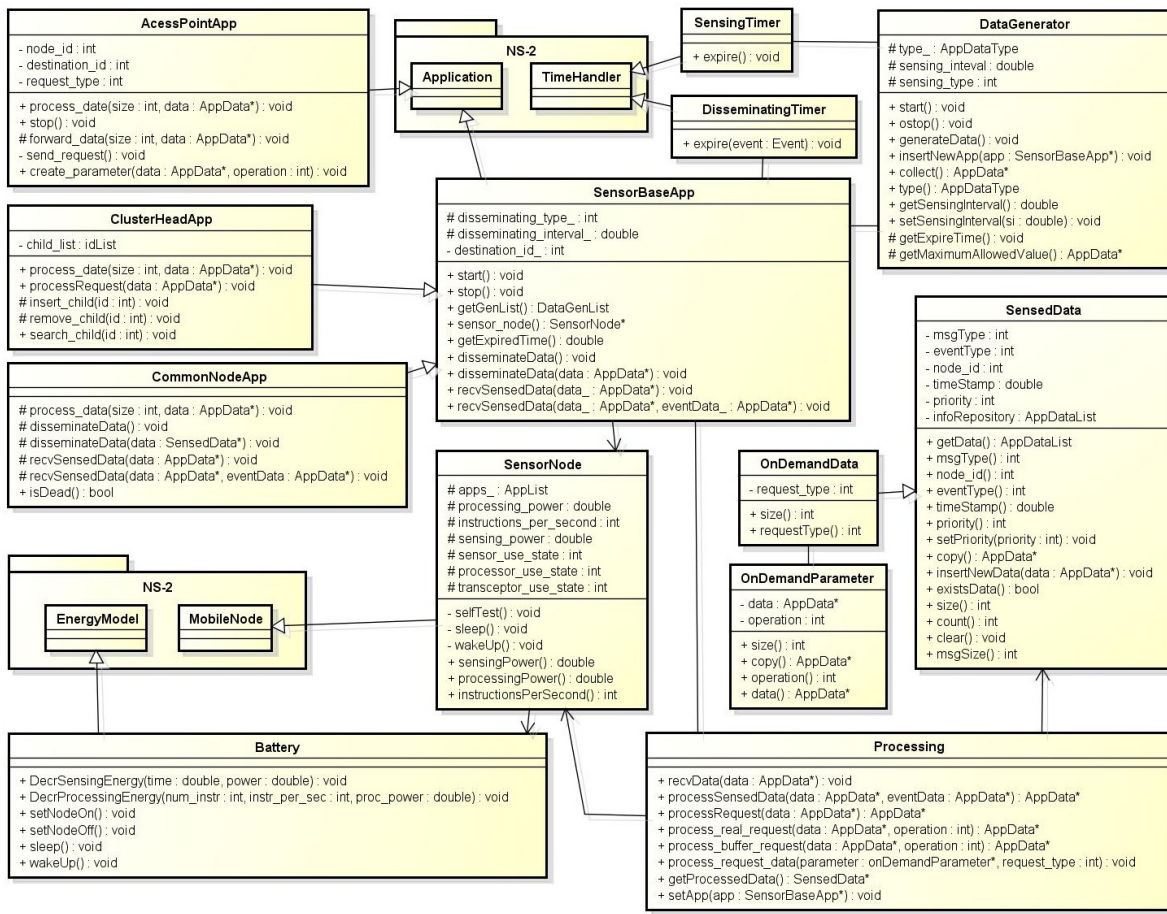 AcessPointApp
- node_id : int
- destination_id : int
- request_type : int
+ process_date(size : int, data : AppData*) : void
+ stop() : void
# forward_data(size : int, data : AppData*) : void
- send_request() : void
+ create_parameter(data : AppData*, operation : int) : void
NS-2
Application
TimeHandler
SensingTimer
+ expire() : void
DisseminatingTimer
+ expire(event : Event) : void
DataGenerator
# type_ : AppDataType
# sensing_inteval : double
# sensing_type : int
+ start() : void
+ ostop() : void
+ generateData() : void
+ insertNewApp(app : SensorBaseApp*) : void
+ collect() : AppData*
+ type() : AppDataType
+ getSensingInterval() : double
+ setSensingInterval(si : double) : void
# getExpireTime() : void
# getMaximumAllowedValue() : AppData*
ClusterHeadApp
- child_list : idList
+ process_date(size : int, data : AppData*) : void
+ processRequest(data : AppData*) : void
# insert_child(id : int) : void
# remove_child(id : int) : void
+ search_child(id : int) : void
SensorBaseApp
# disseminating_type_ : int
# disseminating_interval_ : double
- destination_id_ : int
+ start() : void
+ stop() : void
+ getGenList() : DataGenList
+ sensor_node() : SensorNode*
+ getExpiredTime() : double
+ disseminateData() : void
+ disseminateData(data : AppData*) : void
+ recvSensedData(data_ : AppData*) : void
+ recvSensedData(data_ : AppData*, eventData_ : AppData*) : void
CommonNodeApp
# process_data(size : int, data : AppData*) : void
# disseminateData() : void
# disseminateData(data : SensedData*) : void
# recvSensedData(data : AppData*) : void
# recvSensedData(data : AppData*, eventData : AppData*) : void
+ isDead() : bool
SensedData
- msgType : int
- eventType : int
- node_id : int
- timeStamp : double
- priority : int
- infoRepository : AppDataList
+ getData() : AppDataList
+ msgType() : int
+ node_id() : int
+ eventType() : int
+ timeStamp() : double
+ priority() : int
+ setPriority(priority : int) : void
+ copy() : AppData*
+ insertNewData(data : AppData*) : void
+ existsData() : bool
+ size() : int
+ count() : int
+ clear() : void
+ msgSize() : int
SensorNode
# apps_ : AppList
# processing_power : double
# instructions_per_second : int
# sensing_power : double
# sensor_use_state : int
# processor_use_state : int
# transceptor_use_state : int
- selfTest() : void
- sleep() : void
- wakeUp() : void
+ sensingPower() : double
+ processingPower() : double
+ instructionsPerSecond() : int
OnDemandData
- request_type : int
+ size() : int
+ requestType() : int
OnDemandParameter
- data : AppData*
- operation : int
+ size() : int
+ copy() : AppData*
+ operation() : int
+ data() : AppData*
NS-2
EnergyModel
MobileNode
Battery
+ DecrSensingEnergy(time : double, power : double) : void
+ DecrProcessingEnergy(num_instr : int, instr_per_sec : int, proc_power : double) : void
+ setNodeOn() : void
+ setNodeOff() : void
+ sleep() : void
+ wakeUp() : void
Processing
+ recvData(data : AppData*) : void
+ processSensedData(data : AppData*, eventData : AppData*) : AppData*
+ processRequest(data : AppData*) : AppData*
+ process_real_request(data : AppData*, operation : int) : AppData*
+ process_buffer_request(data : AppData*, operation : int) : AppData*
+ process_request_data(parameter : onDemandParameter*, request_type : int) : void
+ getProcessedData() : SensedData*
+ setApp(app : SensorBaseApp*) : void